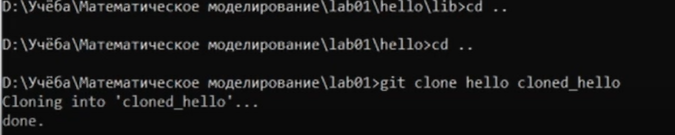 D:\Учёба\Математическое моделирование\lab01\hello\lib>cd ..
D:\Учёба\Математическое моделирование\lab01\hello>cd ..
D:\Учёба\Математическое моделирование\lab01>git clone hello cloned_hello
Cloning into 'cloned_hello'...
done.